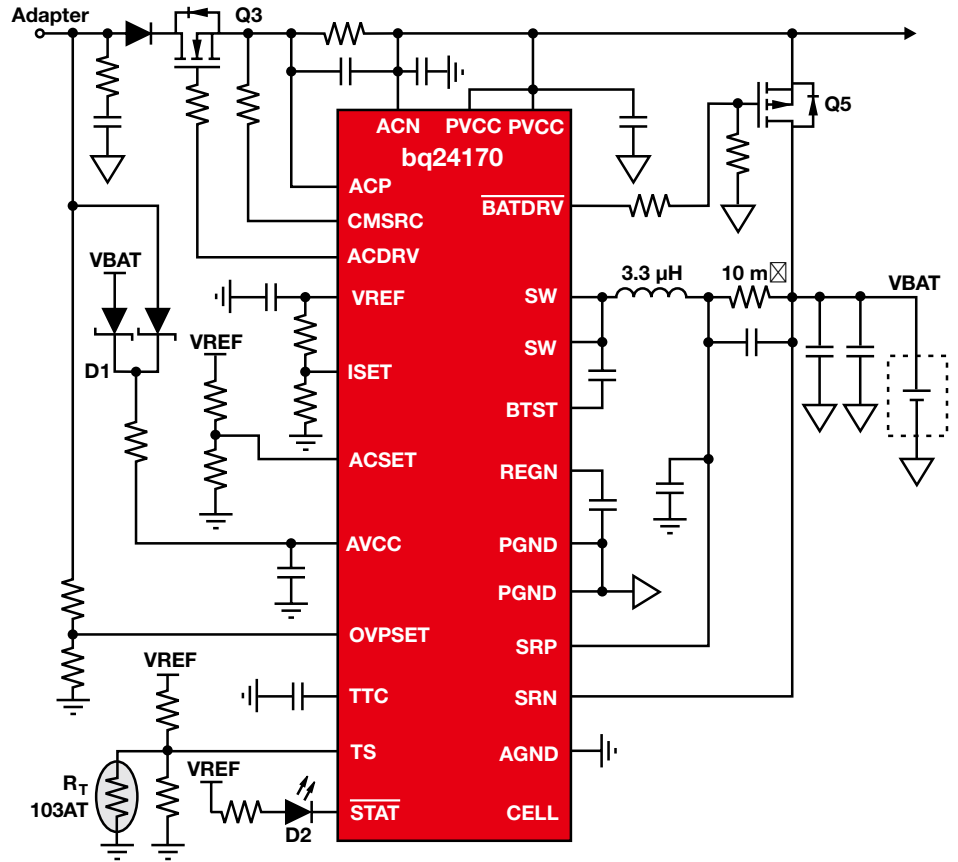 Adapter
Q3
Q5
ACN
PVCC
PVCC
bq24170
ACP
CMSRC
BATDRV
ACDRV
VBAT
D1
VREF
VREF
ISET
ACSET
AVCC
OVPSET
VREF
TTC
TS
R_T
103AT
VREF
D2
STAT
SW
3.3 µH
10 m☒
VBAT
SW
BTST
REGN
PGND
PGND
SRP
SRN
AGND
CELL